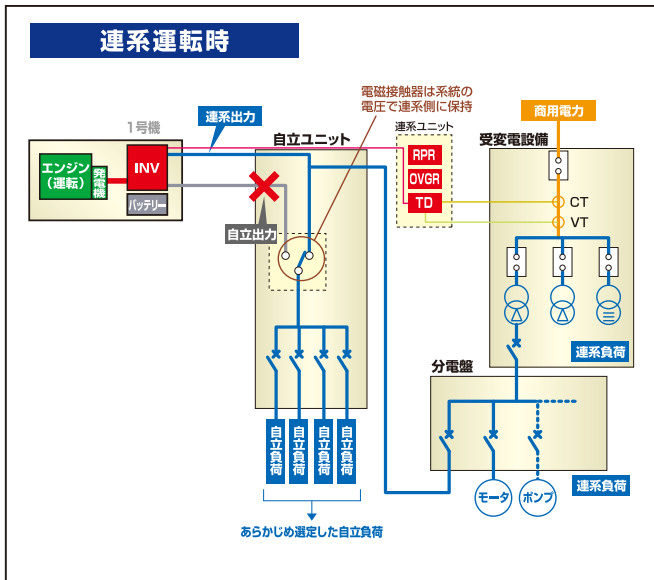 連系運転時
電磁接触器は系統の
電圧で連系側に保持
商用電力
1号機
連系出力
自立ユニット
連系ユニット
受変電設備
エンジン
(運転)
発電機
INV
バッテリー
RPR
OVGR
TD
CT
VT
自立出力
連系負荷
分電盤
自立負荷
自立負荷
自立負荷
自立負荷
モータ
ポンプ
連系負荷
あらかじめ選定した自立負荷